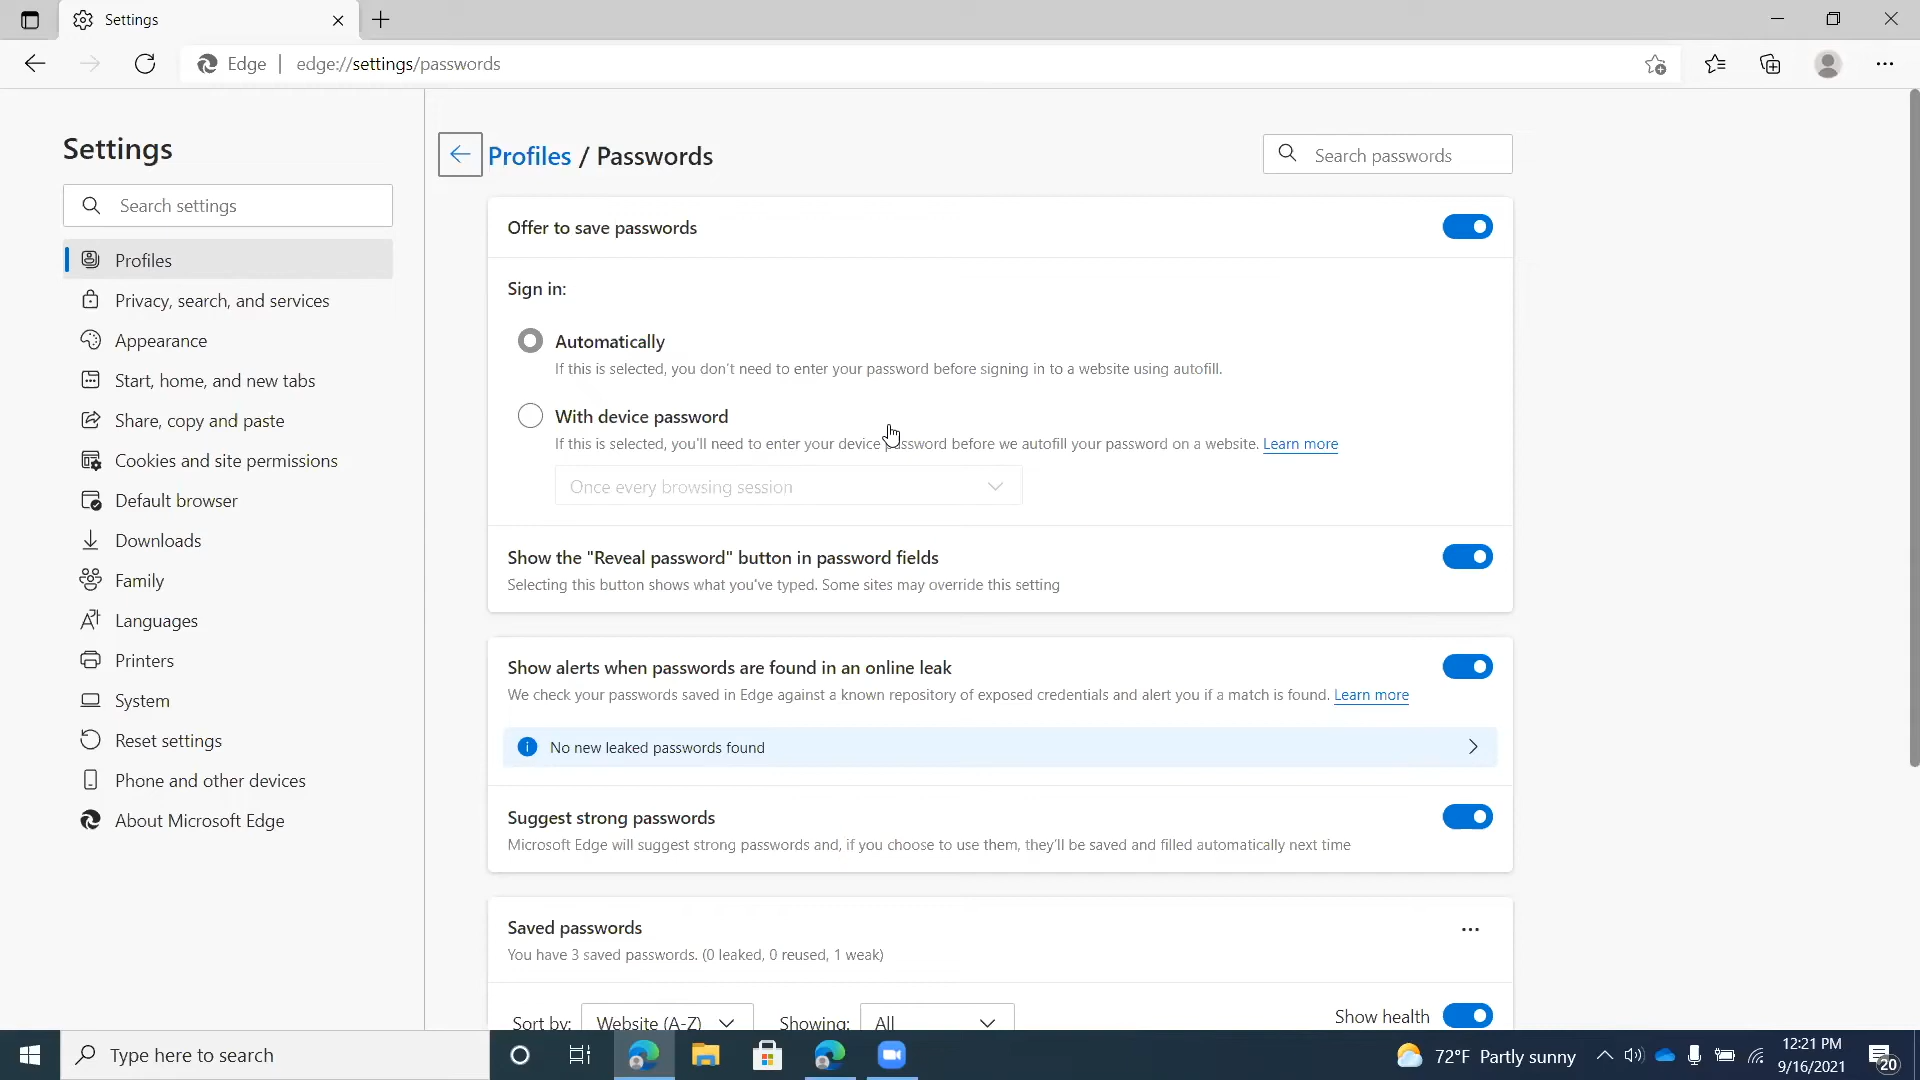 Settings
Edge | edge://settings/passwords
Settings
Search settings
Profiles
Privacy, search, and services
Appearance
Start, home, and new tabs
Share, copy and paste
Cookies and site permissions
Default browser
Downloads
Family
Languages
Printers
System
Reset settings
Phone and other devices
About Microsoft Edge
Profiles / Passwords
Search passwords
Offer to save passwords
Sign in:
Automatically
If this is selected, you don't need to enter your password before signing in to a website using autofill.
With device password
If this is selected, you'll need to enter your device password before we autofill your password on a website. Learn more
Once every browsing session
Show the "Reveal password" button in password fields
Selecting this button shows what you've typed. Some sites may override this setting
Show alerts when passwords are found in an online leak
We check your passwords saved in Edge against a known repository of exposed credentials and alert you if a match is found. Learn more
No new leaked passwords found
Suggest strong passwords
Microsoft Edge will suggest strong passwords and, if you choose to use them, they'll be saved and filled automatically next time
Saved passwords
You have 3 saved passwords. (0 leaked, 0 reused, 1 weak)
Sort by: Website (A-Z) Showing: All Show health
Type here to search
72°F Partly sunny
12:21 PM
9/16/2021
20